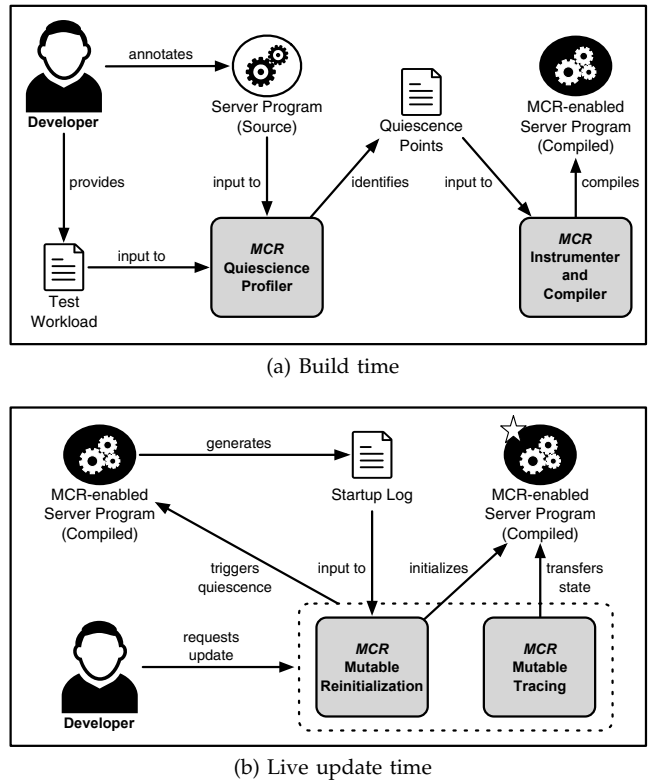 annotates
Developer
Server Program
(Source)
Quiescence
Points
MCR-enabled
Server Program
(Compiled)
provides
input to
identifies
input to
compiles
Test
Workload
input to
MCR
Quiescience
Profiler
MCR
Instrumenter
and
Compiler
(a) Build time
generates
MCR-enabled
Server Program
(Compiled)
Startup Log
MCR-enabled
Server Program
(Compiled)
triggers
quiescence
input to
initializes
transfers
state
requests
update
Developer
MCR
Mutable
Reinitialization
MCR
Mutable
Tracing
(b) Live update time